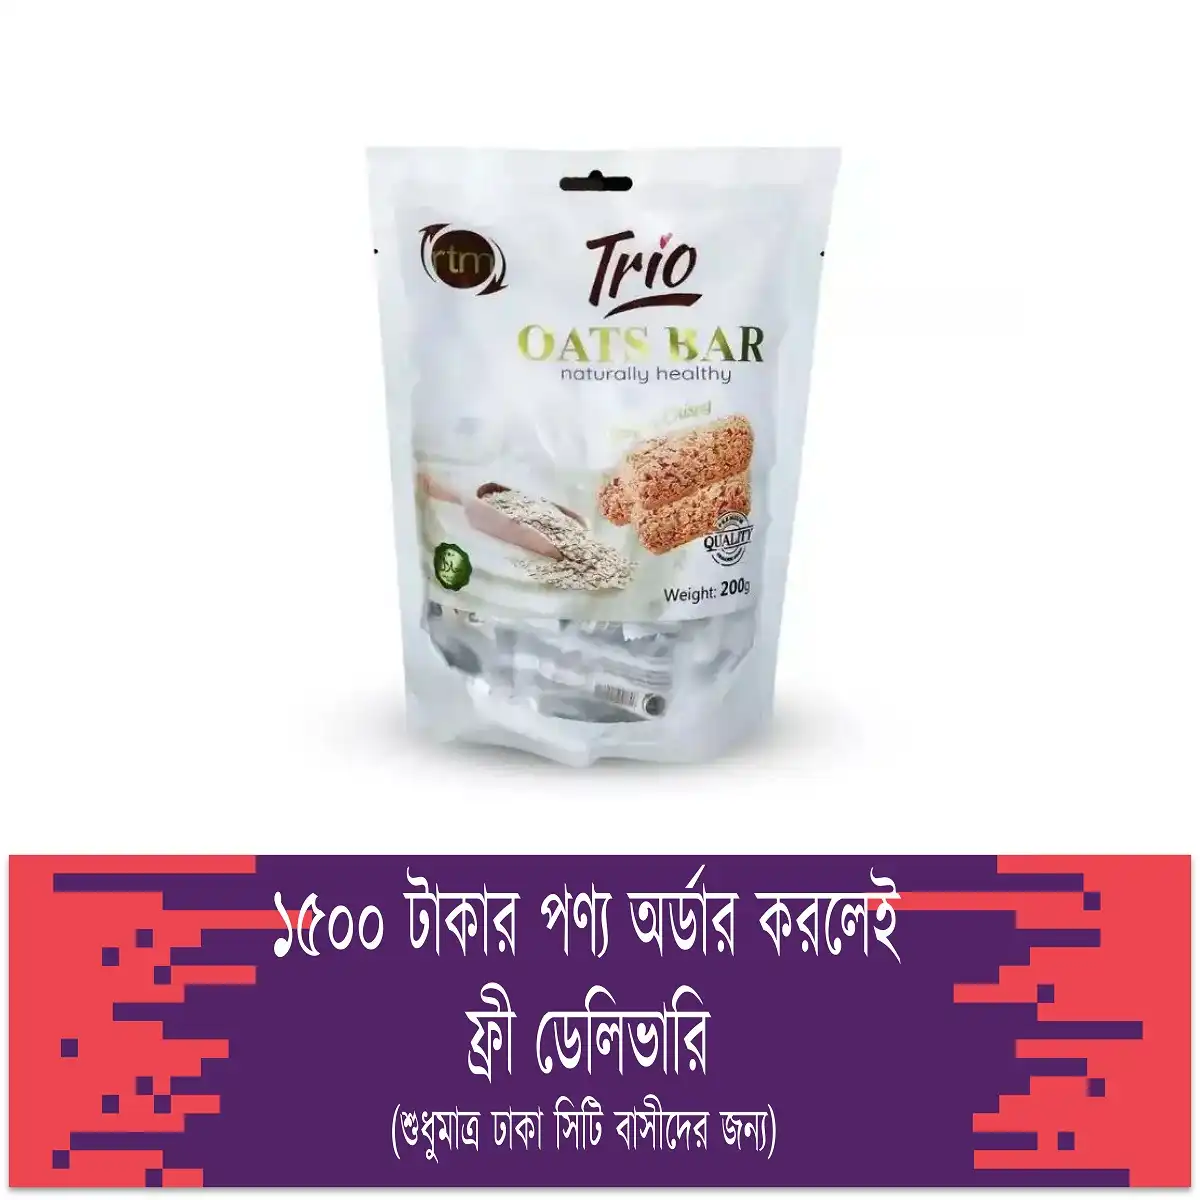 rtm
Trio
OATS BAR
naturally healthy
QUALITY
Weight: 200g
১৫০০ টাকার পণ্য অর্ডার করলেই
ফ্রী ডেলিভারি
(শুধুমাত্র ঢাকা সিটি বাসীদের জন্য)